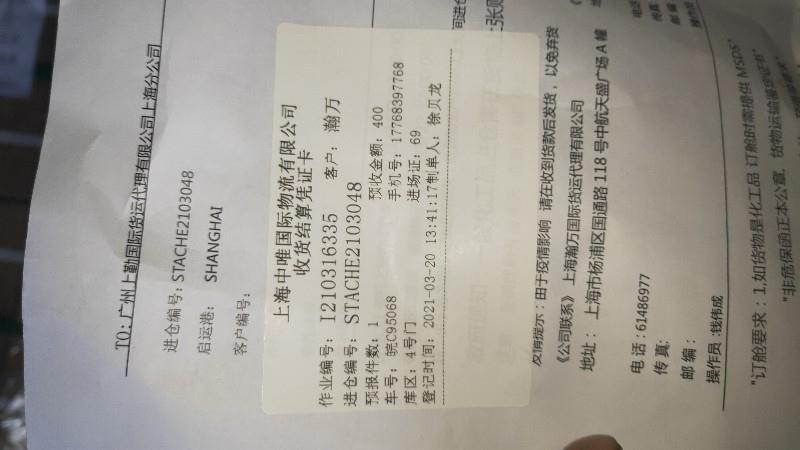 TO: 广州上勤国际货运代理有限公司上海分公司
进仓编号: STACHE2103048
启运港: SHANGHAI
客户编号:
上海中唯国际物流有限公司
收货结算凭证卡
作业编号: I210316335 客户: 瀚万
进仓编号: STACHE2103048
预报件数: 1 预收金额: 400
车号: 皖C95068 手机号: 17768397768
库区: 4号门 进场证: 69
登记时间: 2021-03-20 13:41:17制单人: 徐贝龙
友情提示: 由于疫情影响 请在收到货款后发货, 以免弃货
《公司联系》上海瀚万国际货运代理有限公司
地址: 上海市杨浦区国通路118号中航天盛广场A幢
电话: 61486977
传真:
邮编:
操作员: 钱伟成
"订舱要求: 1,如货物是化工品 订舱时需提供 MSDS"
"非危保函正本公章, 货物运输